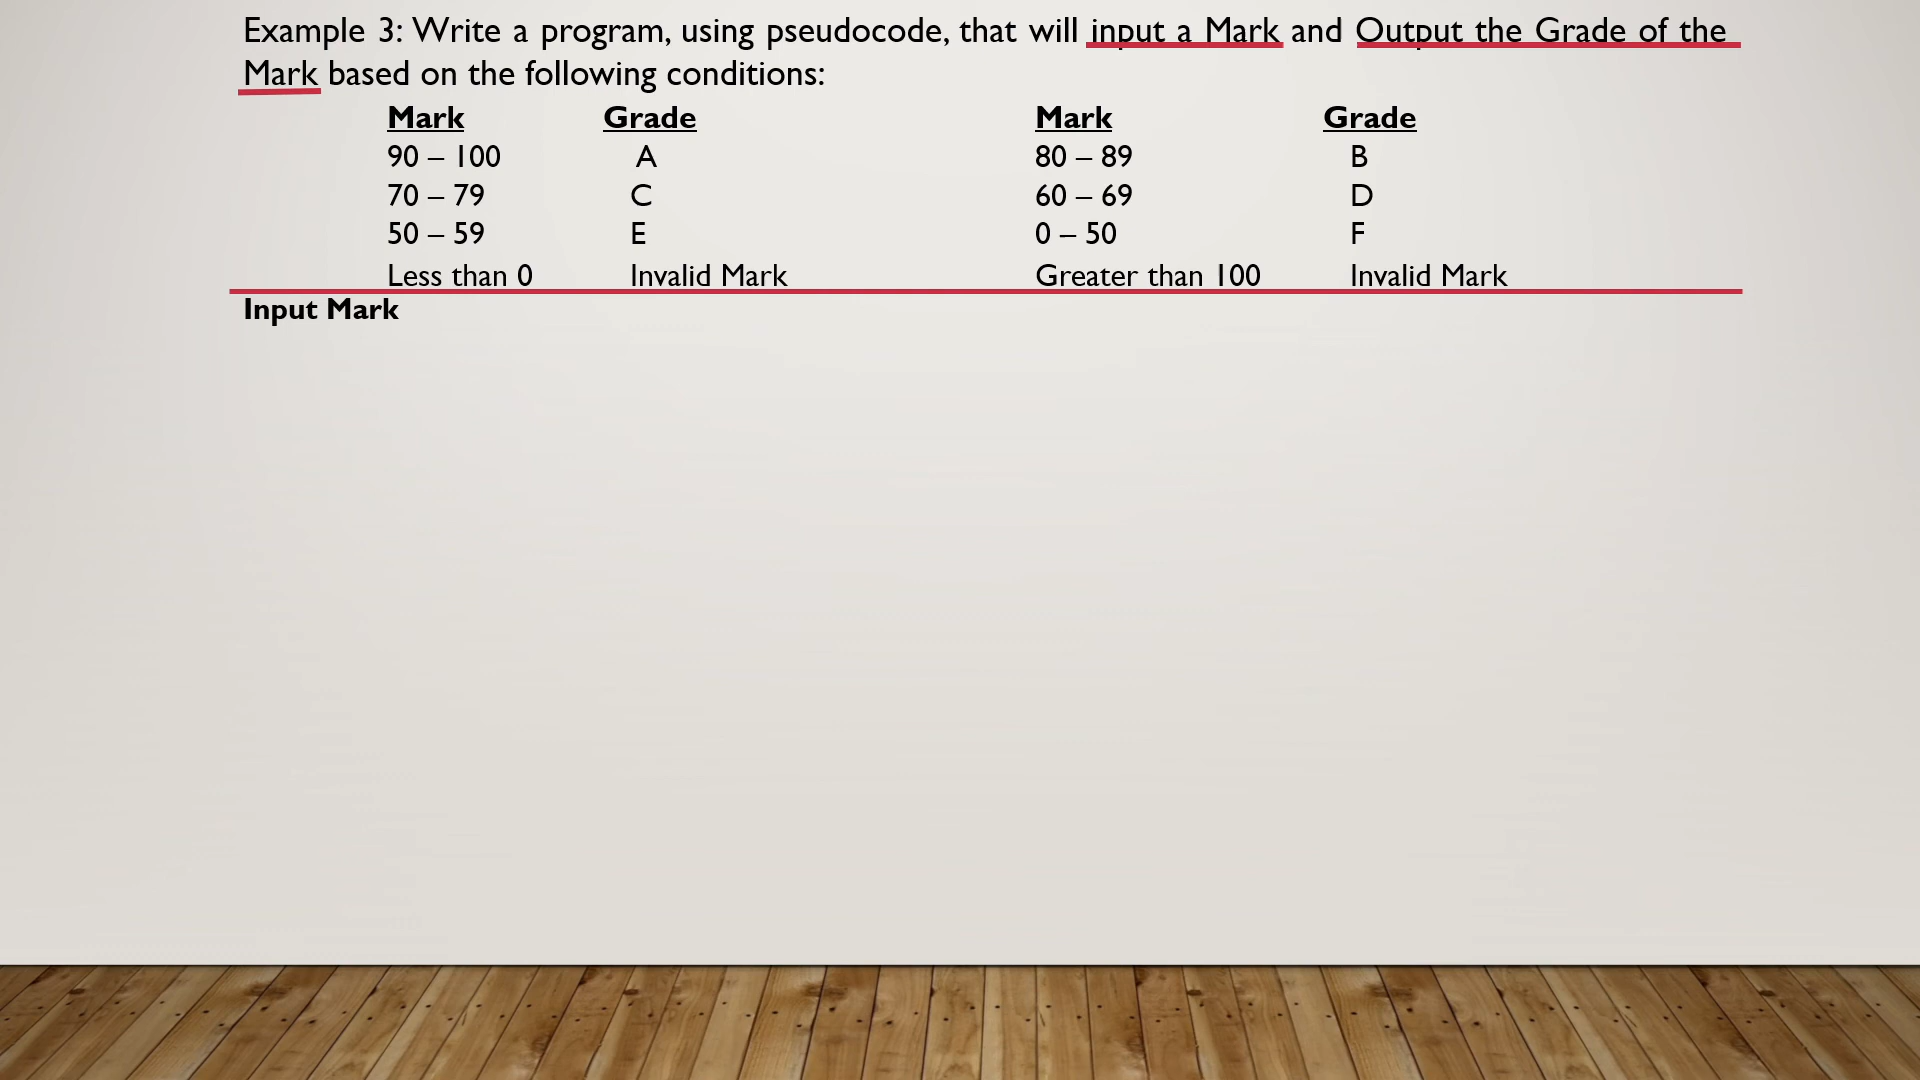 Example 3: Write a program, using pseudocode, that will input a Mark and Output the Grade of the
Mark based on the following conditions:
Mark Grade Mark Grade
90 – 100 A 80 – 89 B
70 – 79 C 60 – 69 D
50 – 59 E 0 – 50 F
Less than 0 Invalid Mark Greater than 100 Invalid Mark
Input Mark